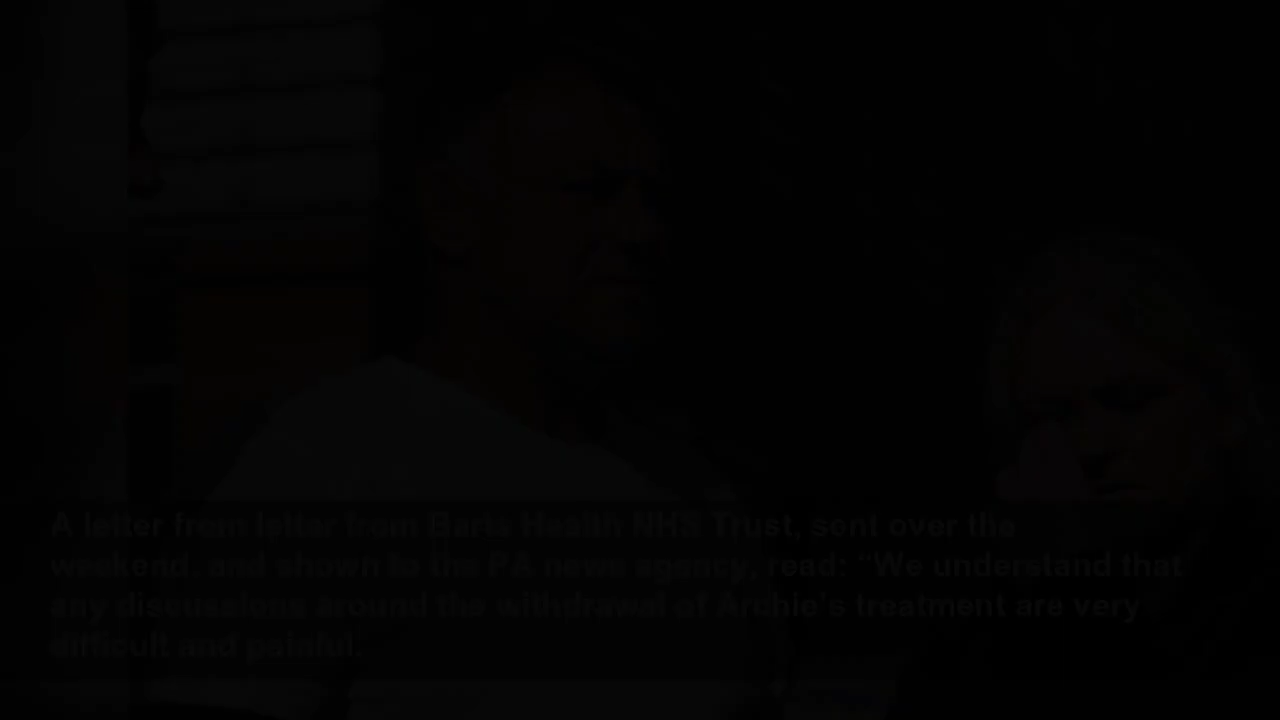 A letter from letter from Barts Health NHS Trust, sent over the
weekend, and shown to the PA news agency, read: “We understand that
any discussions around the withdrawal of Archie's treatment are very
difficult and painful.